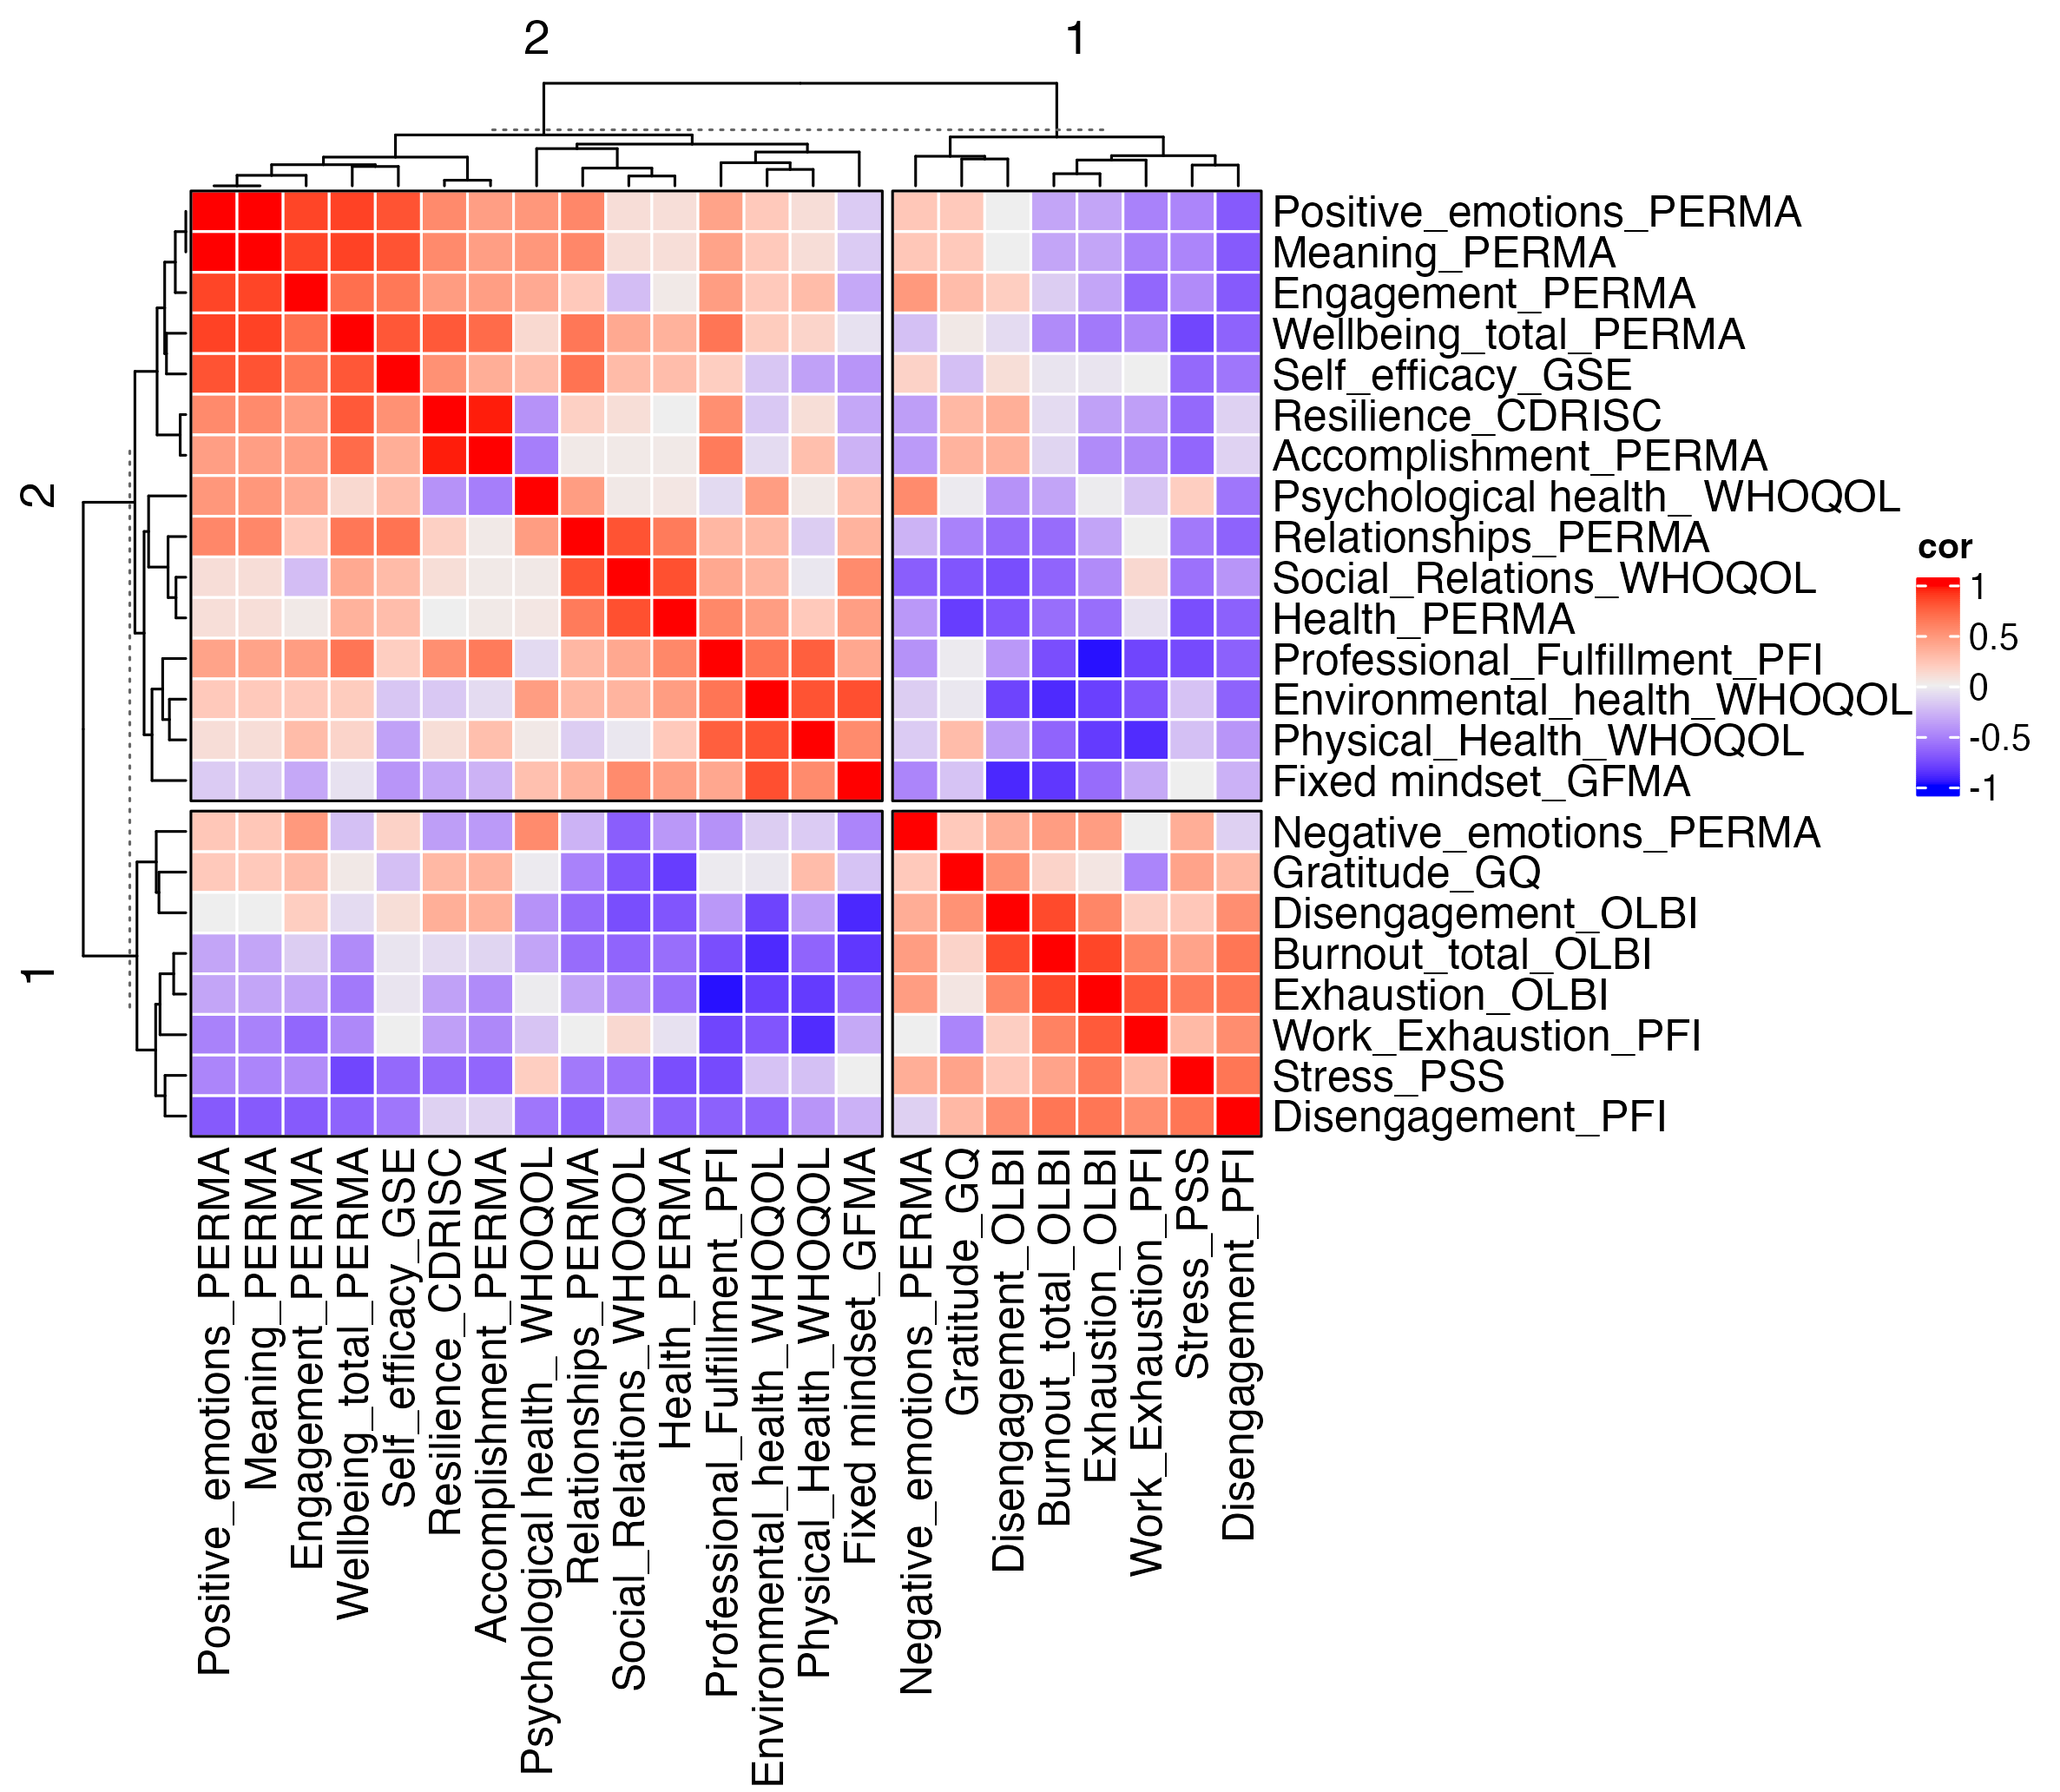 2
1
2
1
Positive_emotions_PERMA
Meaning_PERMA
Engagement_PERMA
Wellbeing_total_PERMA
Self_efficacy_GSE
Resilience_CDRISC
Accomplishment_PERMA
Psychological health_ WHOQOL
Relationships_PERMA
Social_Relations_WHOQOL
Health_PERMA
Professional_Fulfillment_PFI
Environmental_health_WHOQOL
Physical_Health_WHOQOL
Fixed mindset_GFMA
Negative_emotions_PERMA
Gratitude_GQ
Disengagement_OLBI
Burnout_total_OLBI
Exhaustion_OLBI
Work_Exhaustion_PFI
Stress_PSS
Disengagement_PFI
cor
1
0.5
0
-0.5
-1
Positive_emotions_PERMA
Meaning_PERMA
Engagement_PERMA
Wellbeing_total_PERMA
Self_efficacy_GSE
Resilience_CDRISC
Accomplishment_PERMA
Psychological health_ WHOQOL
Relationships_PERMA
Social_Relations_WHOQOL
Health_PERMA
Professional_Fulfillment_PFI
Environmental_health_WHOQOL
Physical_Health_WHOQOL
Fixed mindset_GFMA
Negative_emotions_PERMA
Gratitude_GQ
Disengagement_OLBI
Burnout_total_OLBI
Exhaustion_OLBI
Work_Exhaustion_PFI
Stress_PSS
Disengagement_PFI